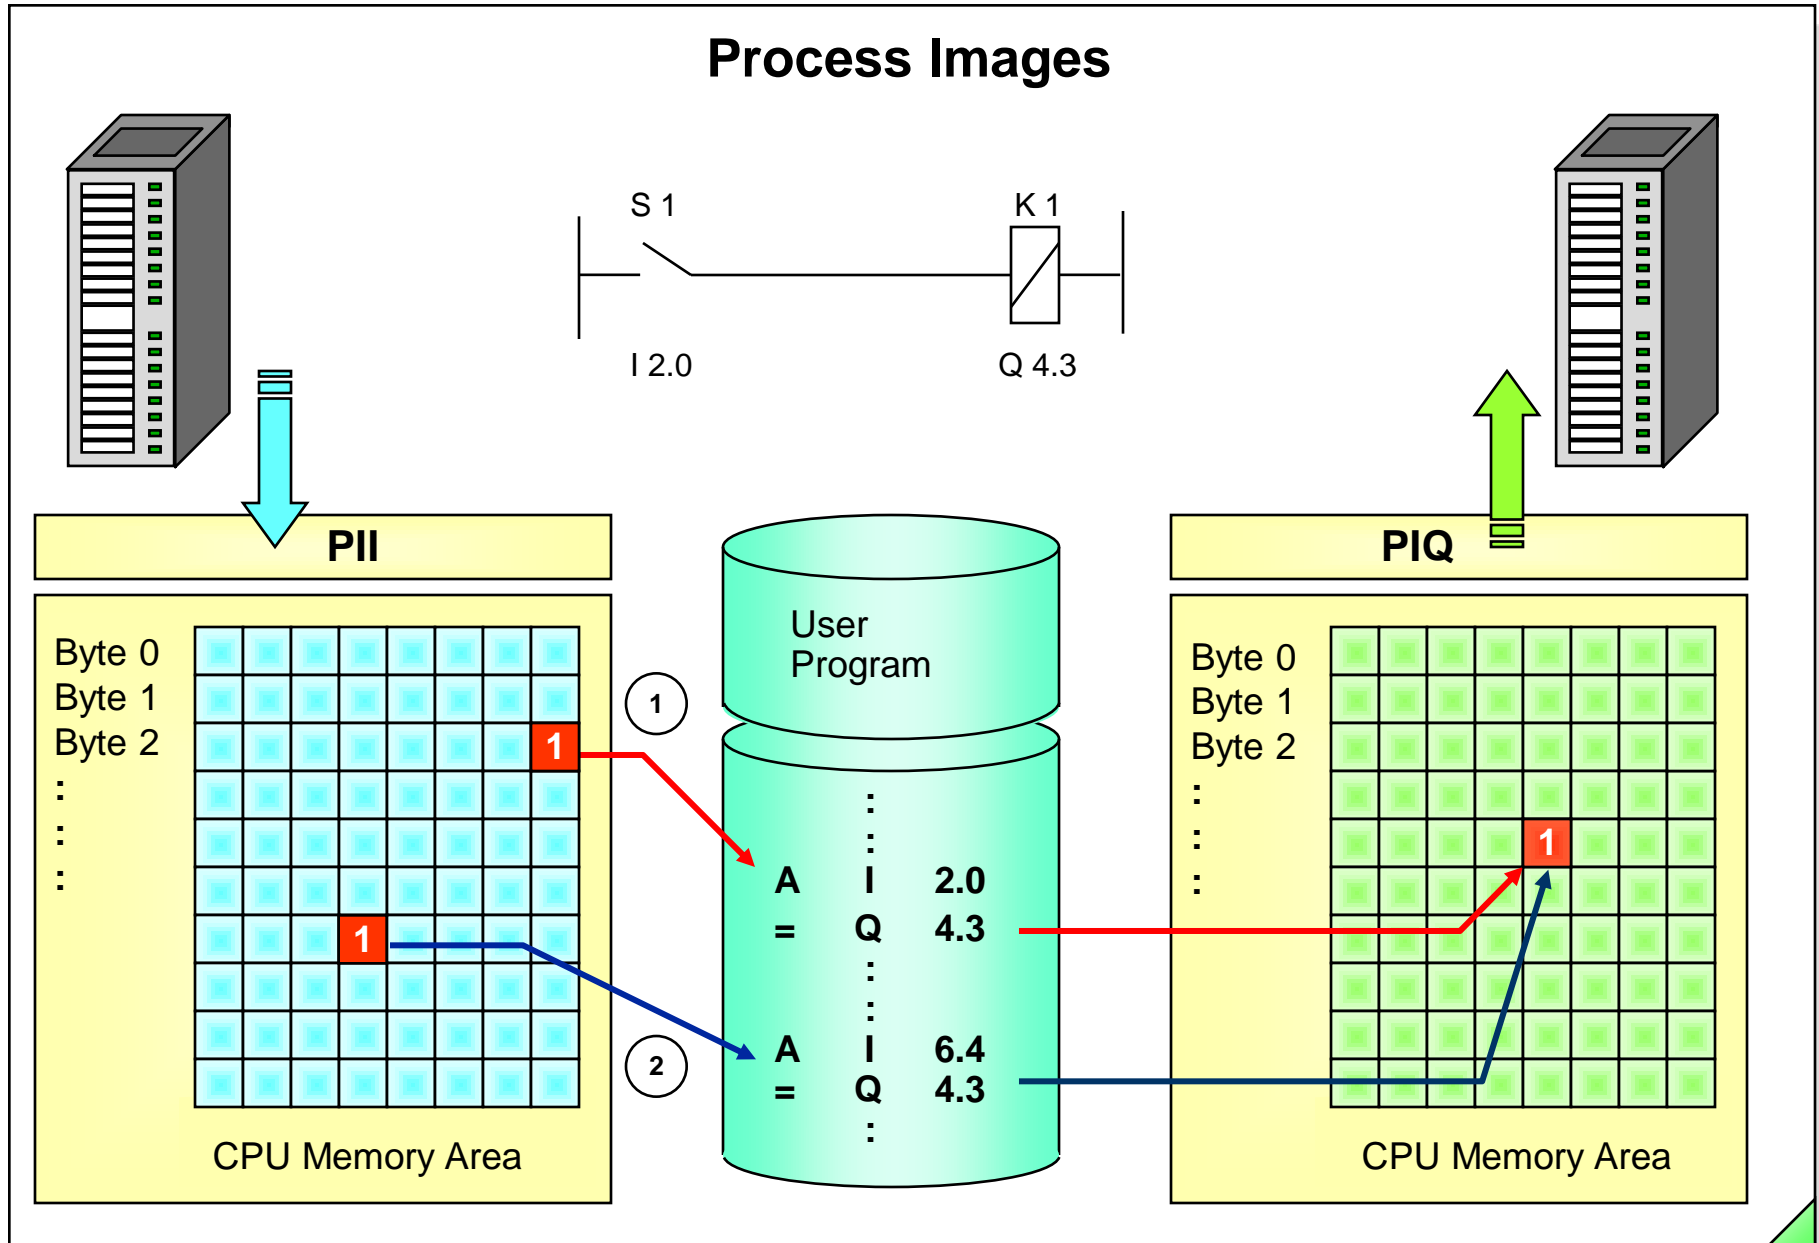 Process Images
S 1
K 1
I 2.0
Q 4.3
PII
Byte 0
Byte 1
Byte 2
:
:
:
1
1
CPU Memory Area
1
2
User
Program
:
:
A I 2.0
= Q 4.3
:
:
A I 6.4
= Q 4.3
:
PIQ
Byte 0
Byte 1
Byte 2
:
:
:
1
CPU Memory Area